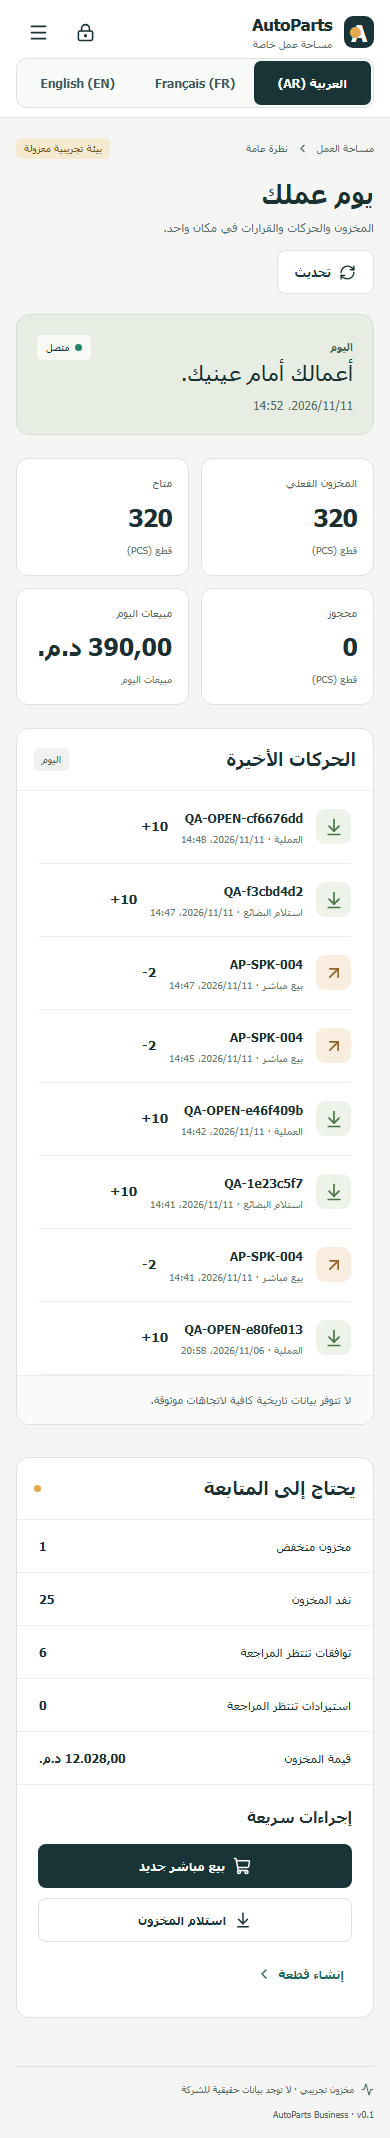 AutoParts
مساحة عمل خاصة
العربية (AR)
Français (FR)
English (EN)
مساحة العمل
نظرة عامة
بيئة تجريبية معزولة
يوم عملك
المخزون والحركات والقرارات في مكان واحد.
تحديث
اليوم
متصل
أعمالك أمام عينيك.
2026/11/11، 14:52
المخزون الفعلي
320
قطع (PCS)
متاح
320
قطع (PCS)
محجوز
0
قطع (PCS)
مبيعات اليوم
390,00 د.م.
مبيعات اليوم
الحركات الأخيرة
اليوم
QA-OPEN-cf6676dd
العملية · 2026/11/11، 14:48
+10
QA-f3cbd4d2
استلام البضائع · 2026/11/11، 14:47
+10
AP-SPK-004
بيع مباشر · 2026/11/11، 14:47
-2
AP-SPK-004
بيع مباشر · 2026/11/11، 14:45
-2
QA-OPEN-e46f409b
العملية · 2026/11/11، 14:42
+10
QA-1e23c5f7
استلام البضائع · 2026/11/11، 14:41
+10
AP-SPK-004
بيع مباشر · 2026/11/11، 14:41
-2
QA-OPEN-e80fe013
العملية · 2026/11/06، 20:58
+10
لا تتوفر بيانات تاريخية كافية لاتجاهات موثوقة.
يحتاج إلى المتابعة
مخزون منخفض
1
نفد المخزون
25
توافقات تنتظر المراجعة
6
استيرادات تنتظر المراجعة
0
قيمة المخزون
12.028,00 د.م.
إجراءات سريعة
بيع مباشر جديد
استلام المخزون
إنشاء قطعة
مخزون تجريبي · لا توجد بيانات حقيقية للشركة
AutoParts Business · v0.1